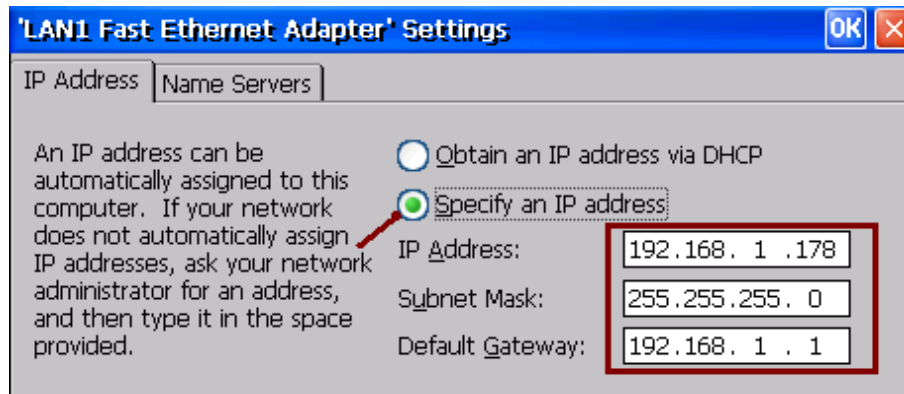 'LAN1 Fast Ethernet Adapter' Settings OK
IP Address Name Servers
An IP address can be
automatically assigned to this
computer. If your network
does not automatically assign
IP addresses, ask your network
administrator for an address,
and then type it in the space
provided.
Obtain an IP address via DHCP
Specify an IP address
IP Address: 192.168. 1 .178
Subnet Mask: 255.255.255. 0
Default Gateway: 192.168. 1 . 1